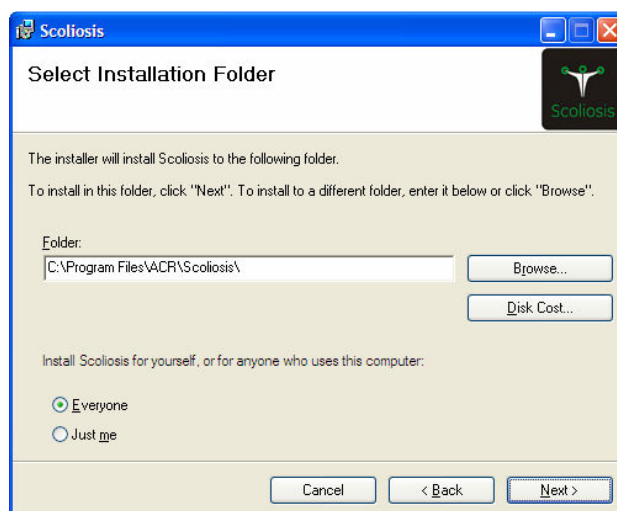 Scoliosis
Select Installation Folder
Scoliosis
The installer will install Scoliosis to the following folder.
To install in this folder, click "Next". To install to a different folder, enter it below or click "Browse".
Folder:
C:\Program Files\ACR\Scoliosis\
Browse...
Disk Cost...
Install Scoliosis for yourself, or for anyone who uses this computer:
Everyone
Just me
Cancel
< Back
Next >